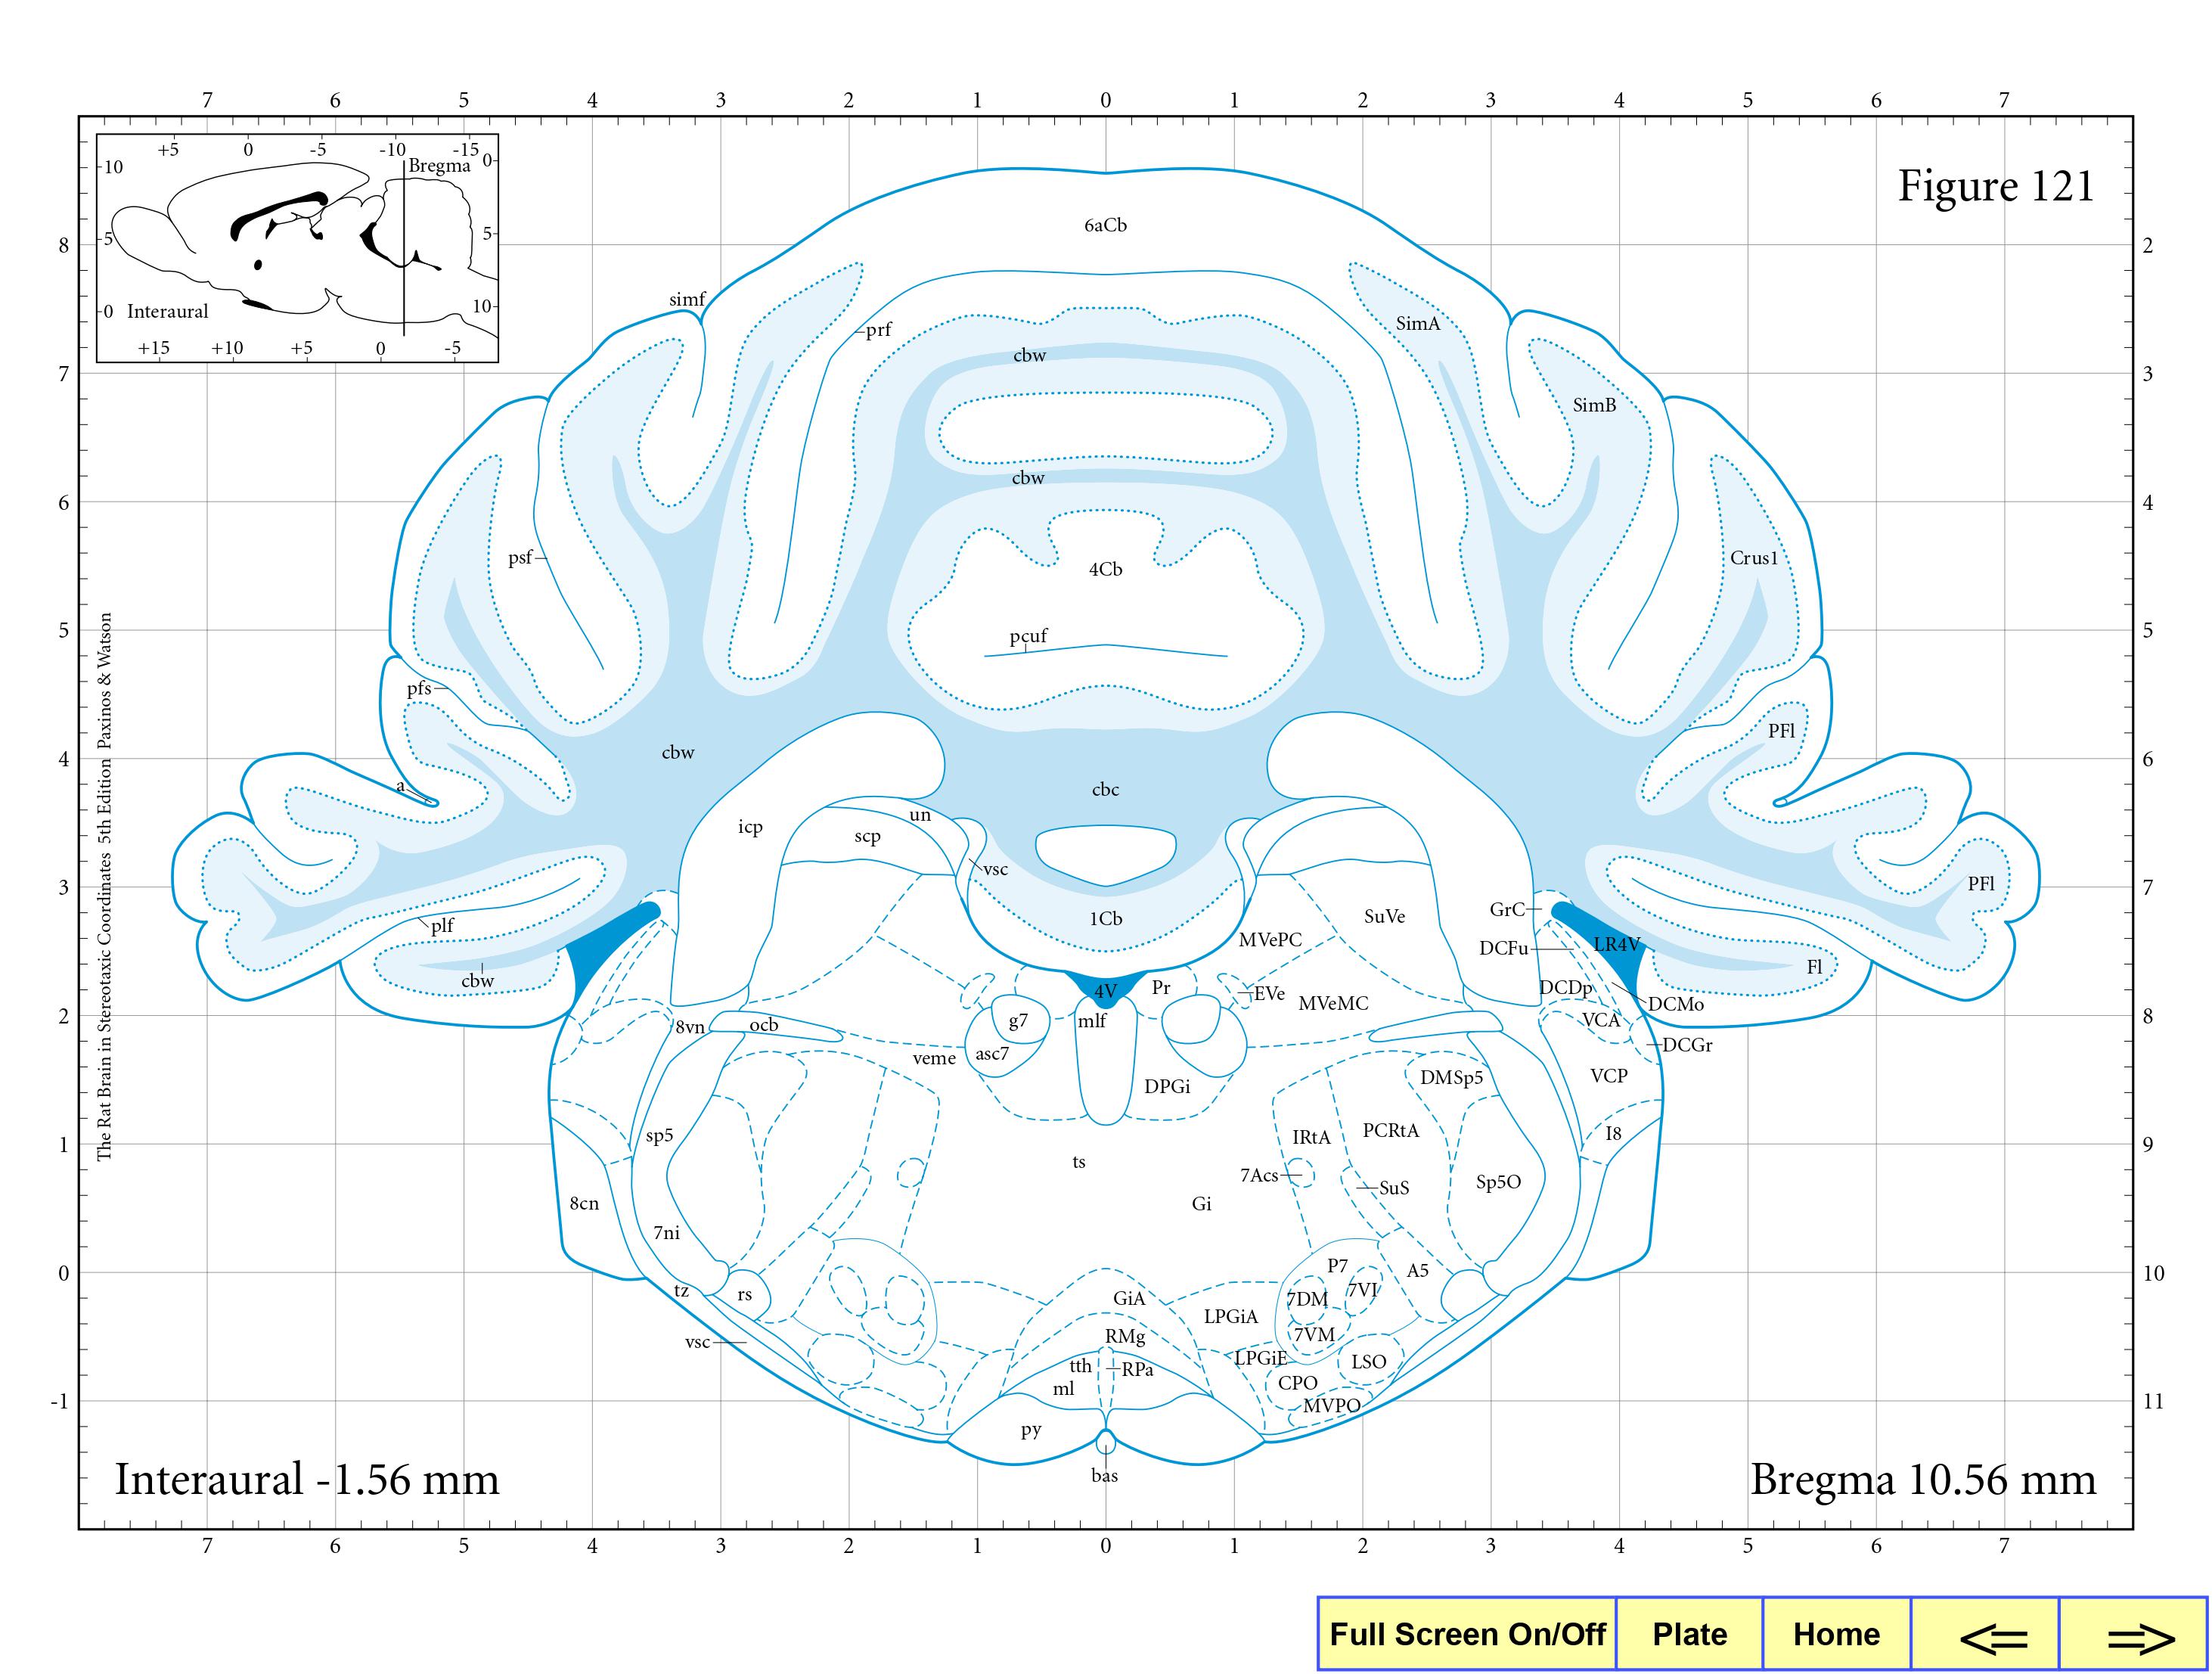 7 6 5 4 3 2 1 0 1 2 3 4 5 6 7
+5 0 -5 -10 -15
Bregma 0
10
5
5
0 Interaural
10
+15 +10 +5 0 -5
Figure 121
6aCb
8 2
simf
prf
SimA
cbw
7 3
SimB
cbw
6 4
psf
4Cb
Crus1
pcuf
5 5
pfs
PFl
cbw
4 6
a
cbc
icp
un
scp
vsc
3 7
PFl
GrC
SuVe
1Cb
plf
MVePC
DCFu
LR4V
Fl
cbw
DCDp
4V
Pr
EVe
MVeMC
DCMo
2 8
8vn
ocb
g7
mlf
VCA
DCGr
veme
asc7
DPGi
DMSp5
VCP
1 9
sp5
IRtA
PCRtA
I8
ts
7Acs
SuS
Sp5O
8cn
Gi
7ni
0 10
P7
A5
tz
rs
GiA
7DM
7VI
LPGiA
vsc
RMg
7VM
tth
RPa
LPGiE
LSO
ml
CPO
-1 11
MVPO
py
bas
The Rat Brain in Stereotaxic Coordinates 5th Edition Paxinos & Watson
Interaural -1.56 mm
Bregma 10.56 mm
7 6 5 4 3 2 1 0 1 2 3 4 5 6 7
Full Screen On/Off Plate Home <= =>